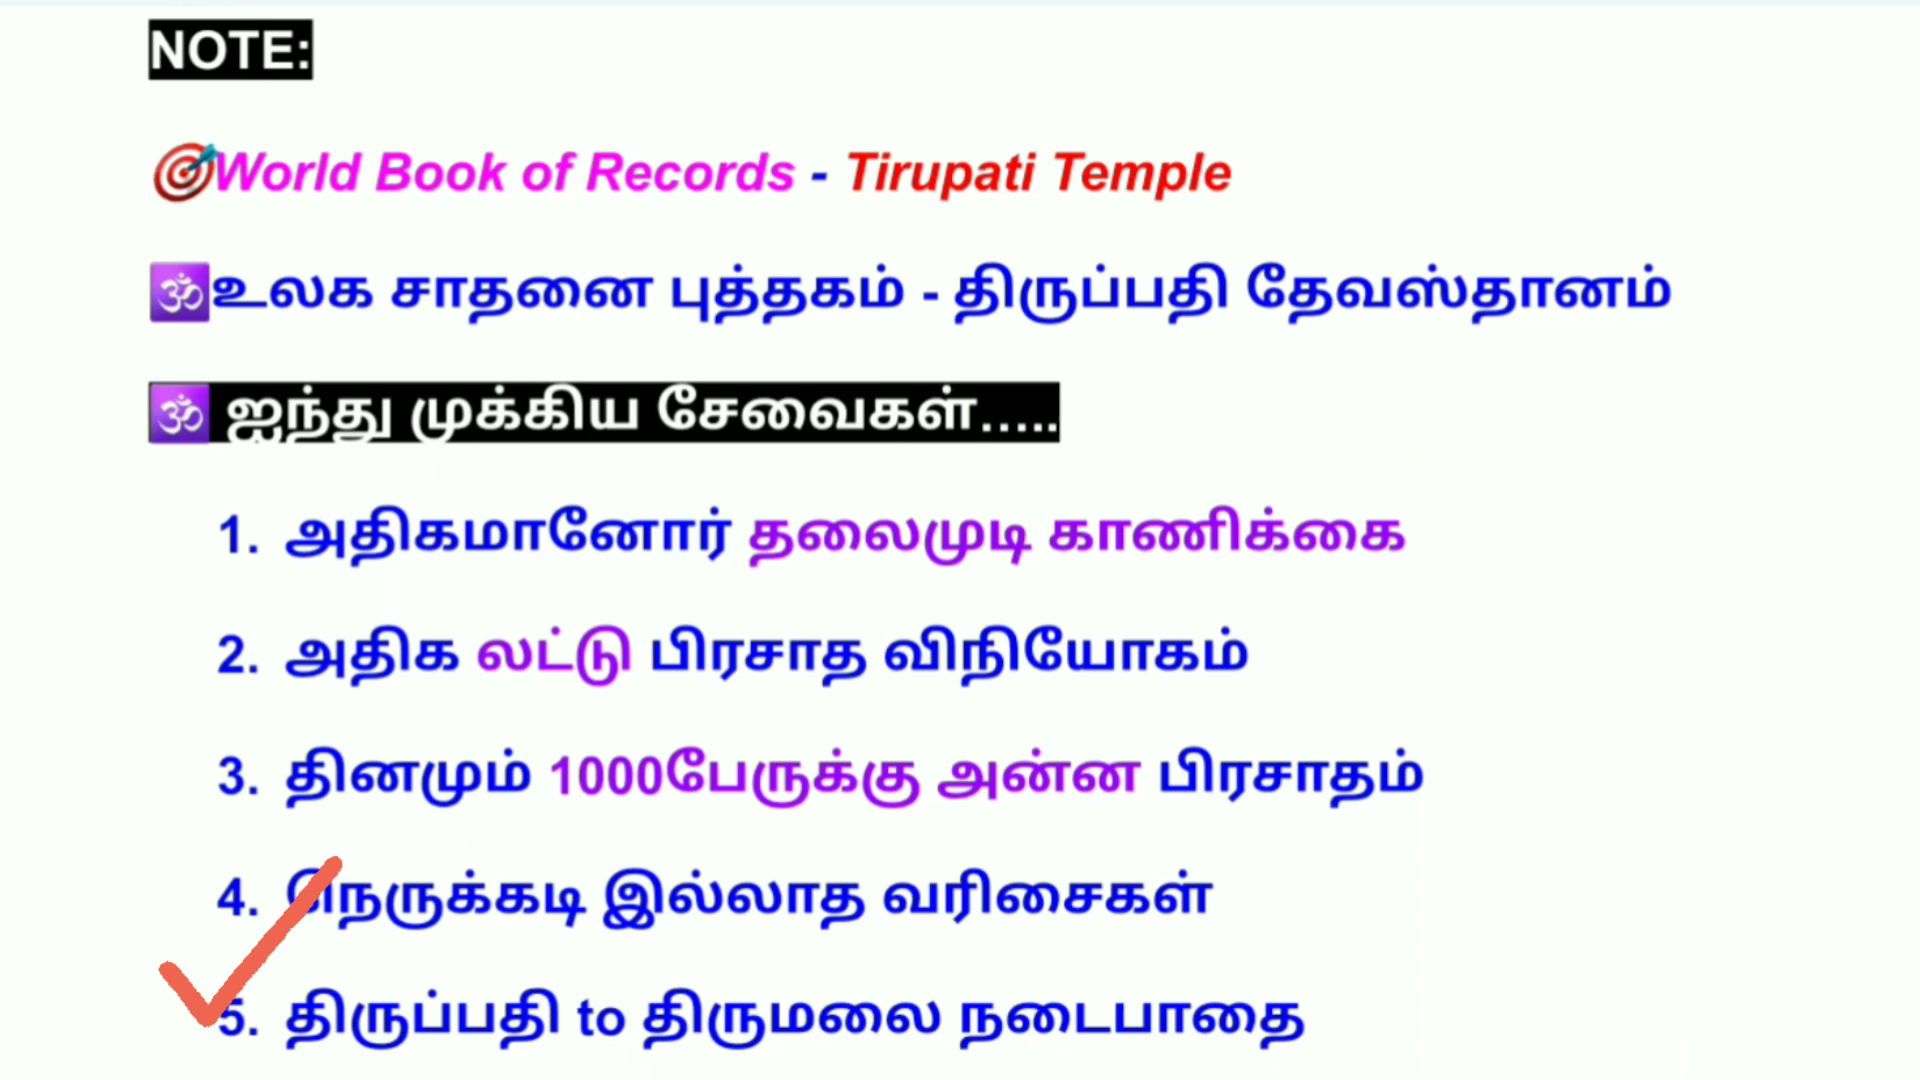 NOTE:
🎯World Book of Records - Tirupati Temple
🕉உலக சாதனை புத்தகம் - திருப்பதி தேவஸ்தானம்
🕉 ஐந்து முக்கிய சேவைகள்.....
1. அதிகமானோர் தலைமுடி காணிக்கை
2. அதிக லட்டு பிரசாத விநியோகம்
3. தினமும் 1000பேருக்கு அன்ன பிரசாதம்
4. நெருக்கடி இல்லாத வரிசைகள்
5. திருப்பதி to திருமலை நடைபாதை